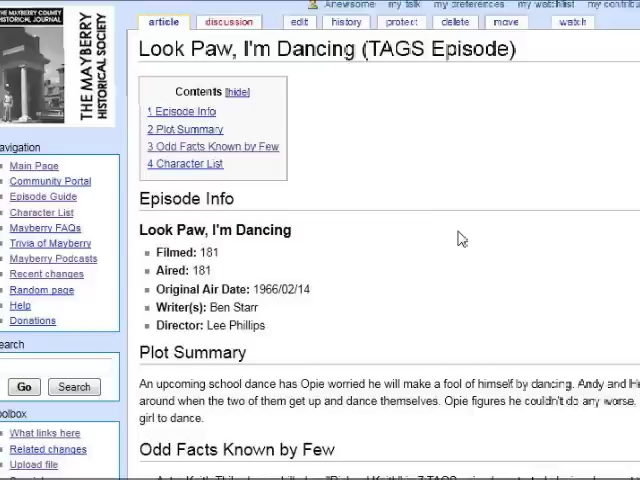 Anewsome my talk my preferences my watchlist my contribu
article discussion edit history protect delete move watch
THE MAYBERRY
HISTORICAL SOCIETY
THE MAYBERRY COUNTY
HISTORICAL JOURNAL
Look Paw, I'm Dancing (TAGS Episode)
Contents [hide]
1 Episode Info
2 Plot Summary
3 Odd Facts Known by Few
4 Character List
avigation
Main Page
Community Portal
Episode Guide
Character List
Mayberry FAQs
Trivia of Mayberry
Mayberry Podcasts
Recent changes
Random page
Help
Donations
earch
Go Search
oolbox
What links here
Related changes
Upload file
Episode Info
Look Paw, I'm Dancing
Filmed: 181
Aired: 181
Original Air Date: 1966/02/14
Writer(s): Ben Starr
Director: Lee Phillips
Plot Summary
An upcoming school dance has Opie worried he will make a fool of himself by dancing. Andy and He
around when the two of them get up and dance themselves. Opie figures he couldn't do any worse,
girl to dance.
Odd Facts Known by Few